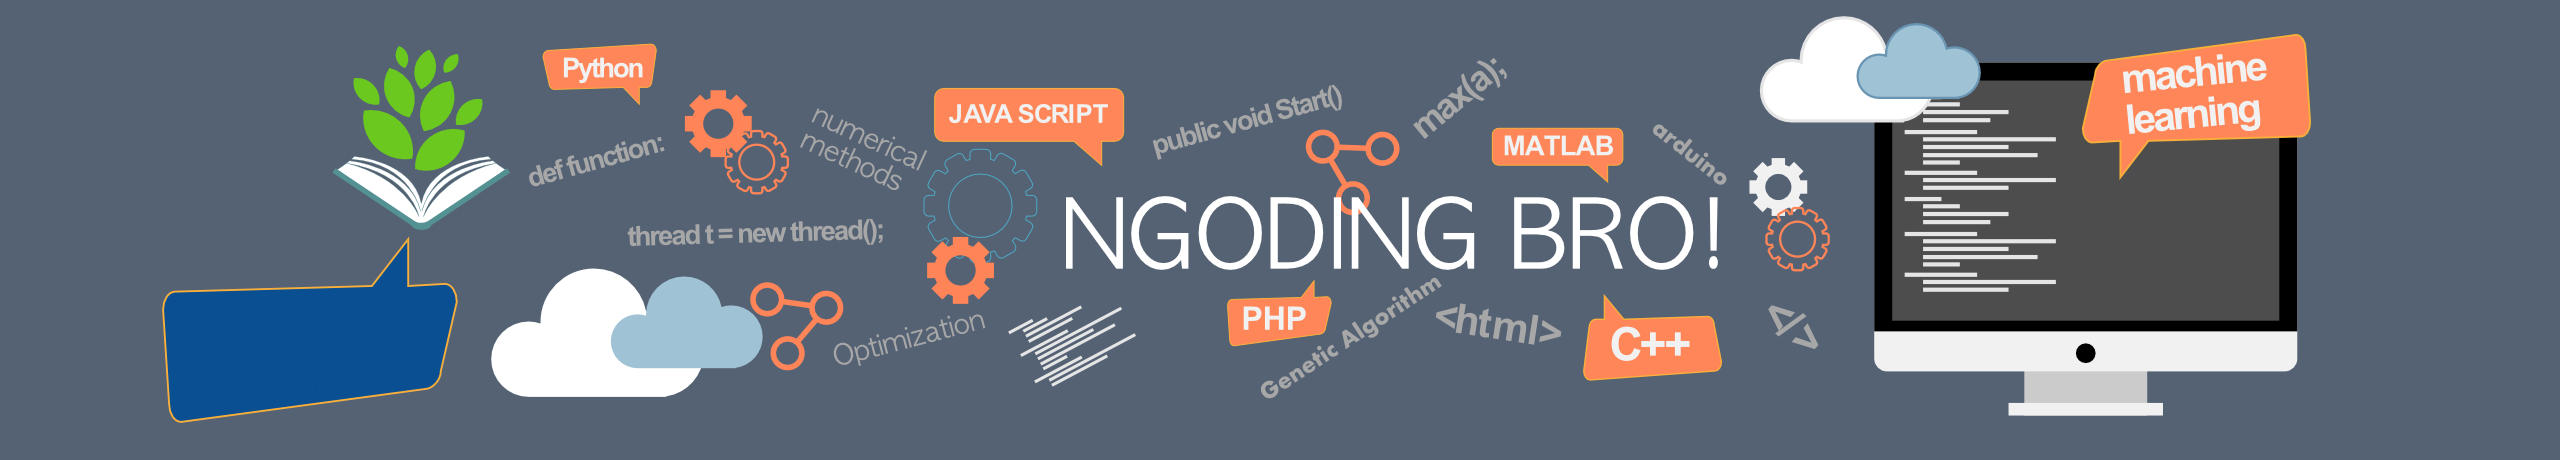 Python
def function:
numerical
methods
thread t = new thread();
Optimization
JAVA SCRIPT
public void Start()
max(a);
MATLAB
arduino
NGODING BRO!
PHP
Genetic Algorithm
<html/>
C++
</>
machine
learning